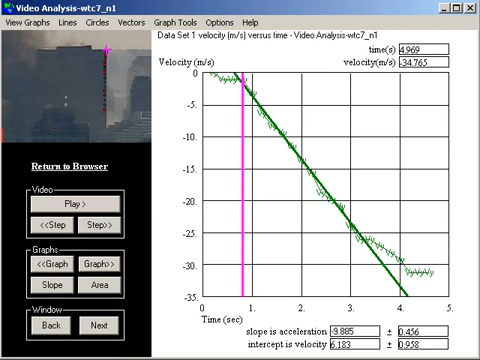 Video Analysis-wtc7_n1
View Graphs Lines Circles Vectors Graph Tools Options Help
Data Set 1 velocity (m/s) versus time - Video Analysis-wtc7_n1
time(s) 4.969
Velocity (m/s) velocity(m/s) -34.765
0
-5.
-10.
-15.
-20.
-25.
-30.
-35.
0 1. 2. 3. 4. 5.
Time (sec)
slope is acceleration -9.885 ± 0.456
intercept is velocity 6.183 ± 0.958
Return to Browser
Video
Play >
<<Step Step>>
Graphs
<<Graph Graph>>
Slope Area
Window
Back Next